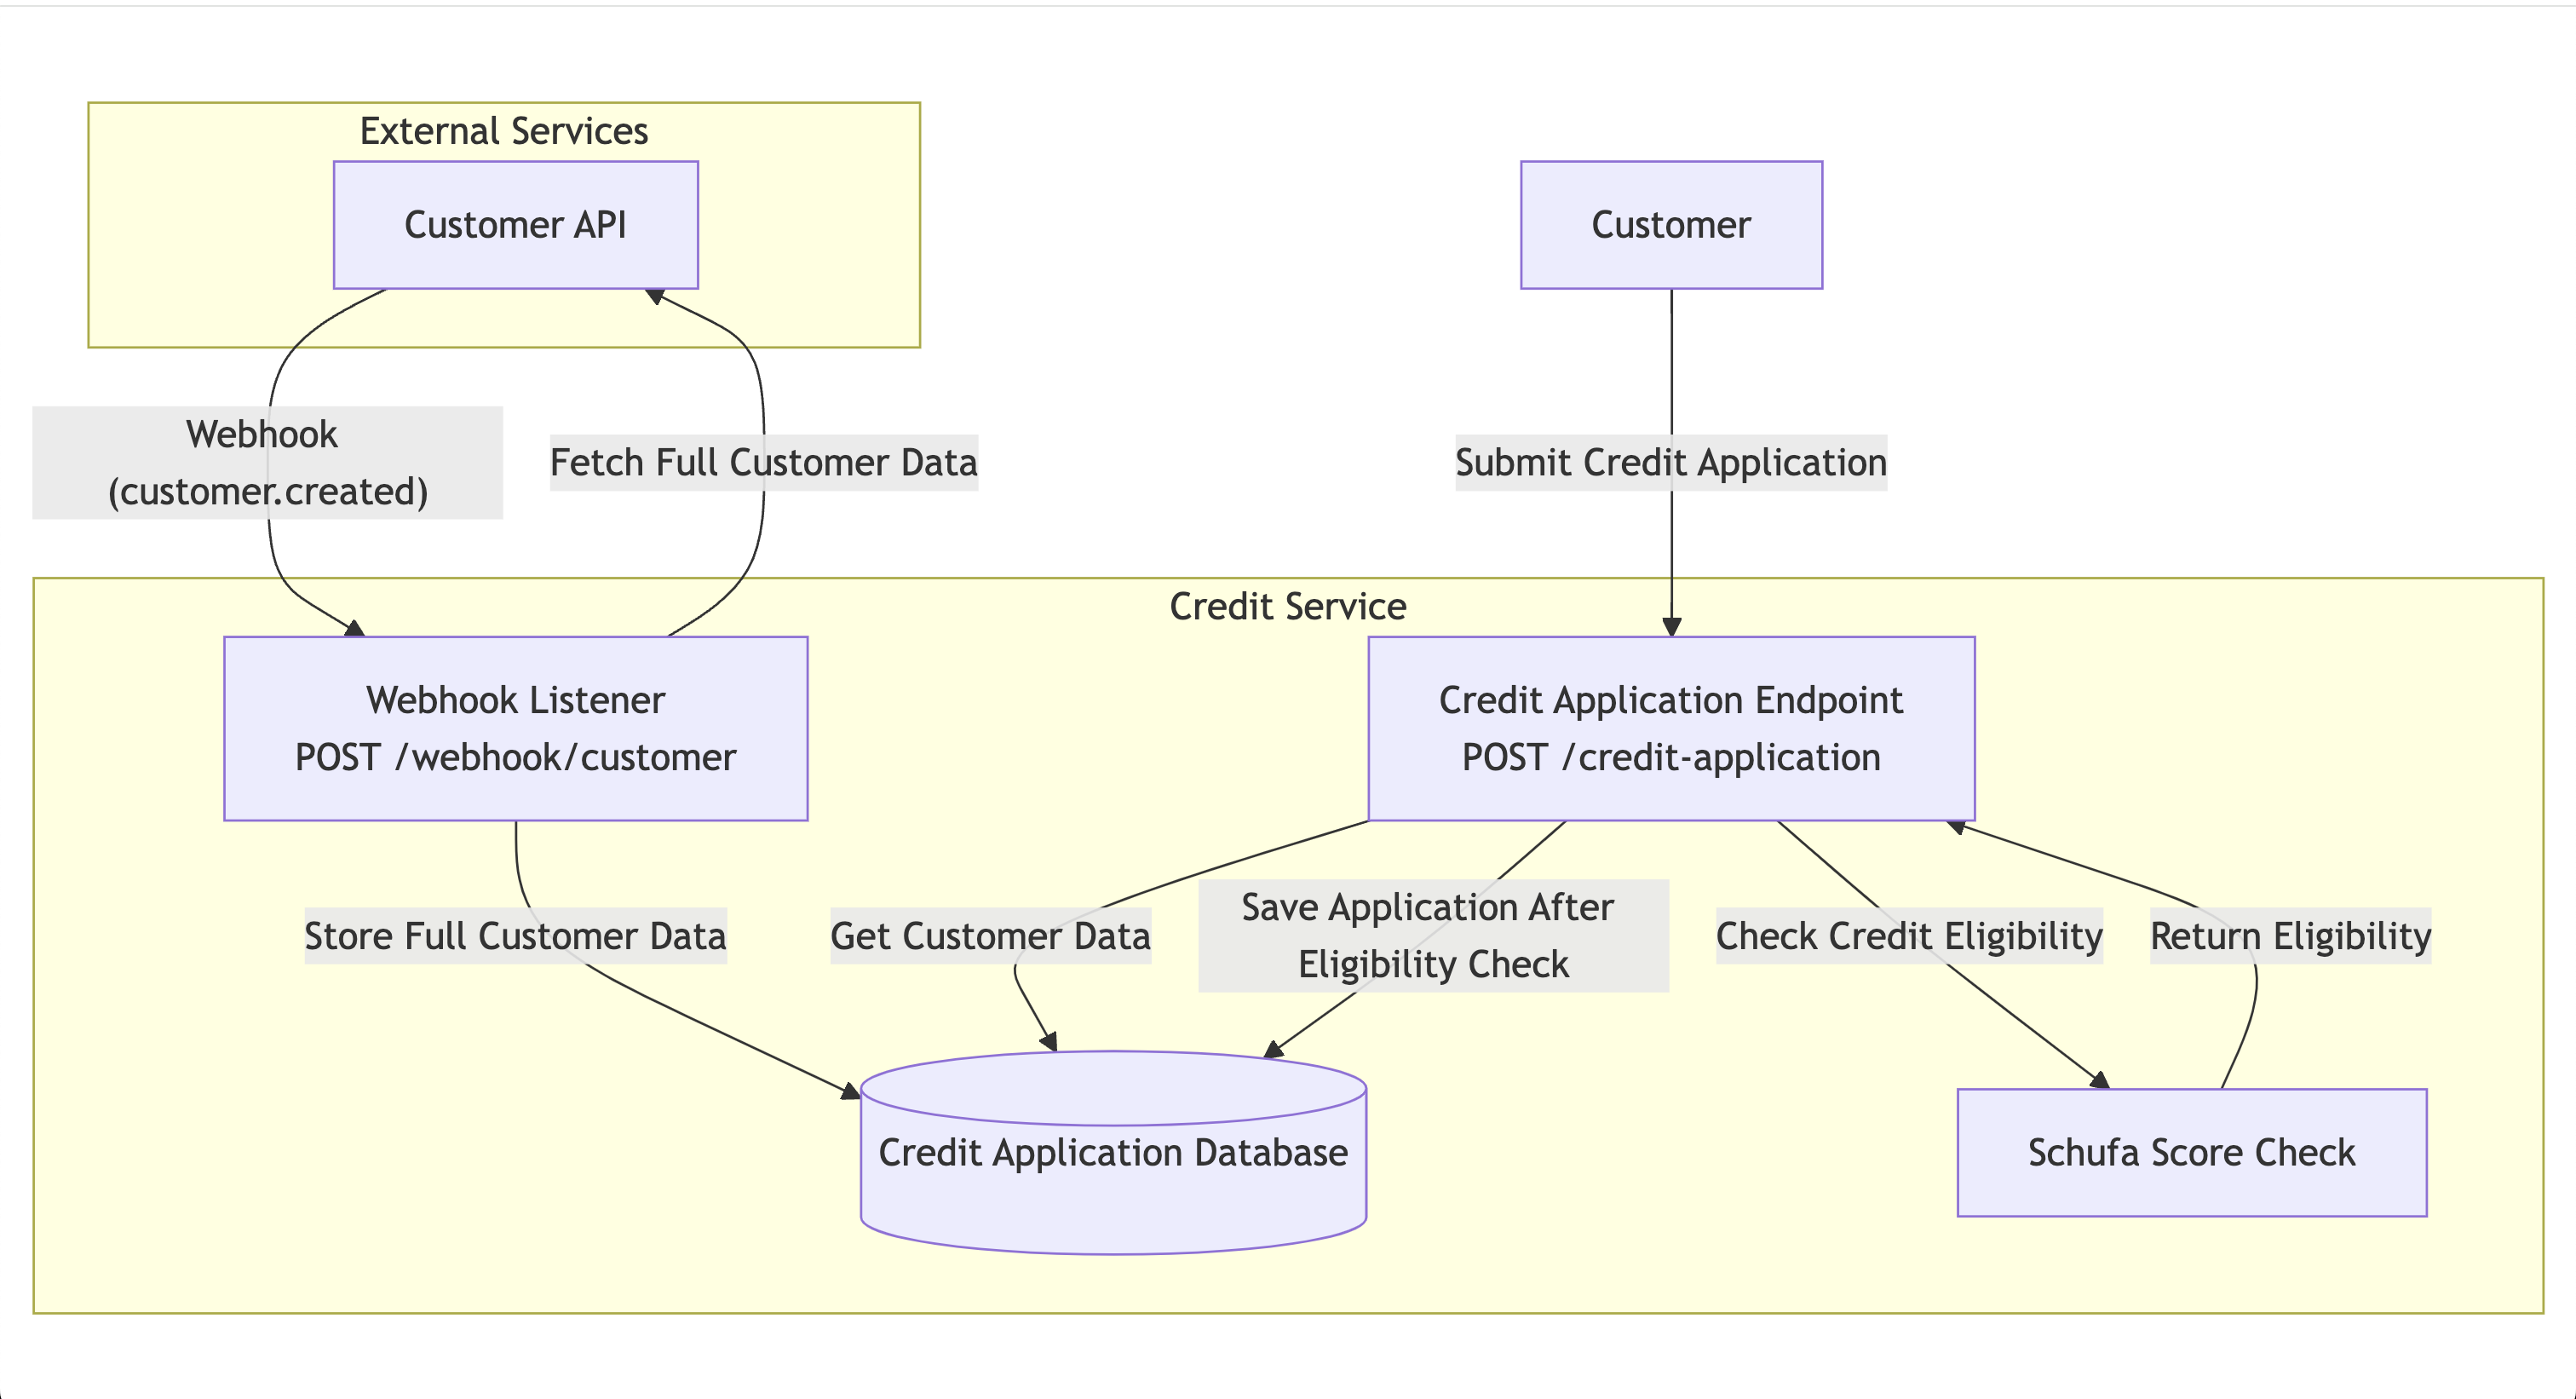 External Services
Customer API
Customer
Webhook
(customer.created)
Fetch Full Customer Data
Submit Credit Application
Credit Service
Webhook Listener
POST /webhook/customer
Credit Application Endpoint
POST /credit-application
Store Full Customer Data
Get Customer Data
Save Application After
Eligibility Check
Check Credit Eligibility
Return Eligibility
Credit Application Database
Schufa Score Check